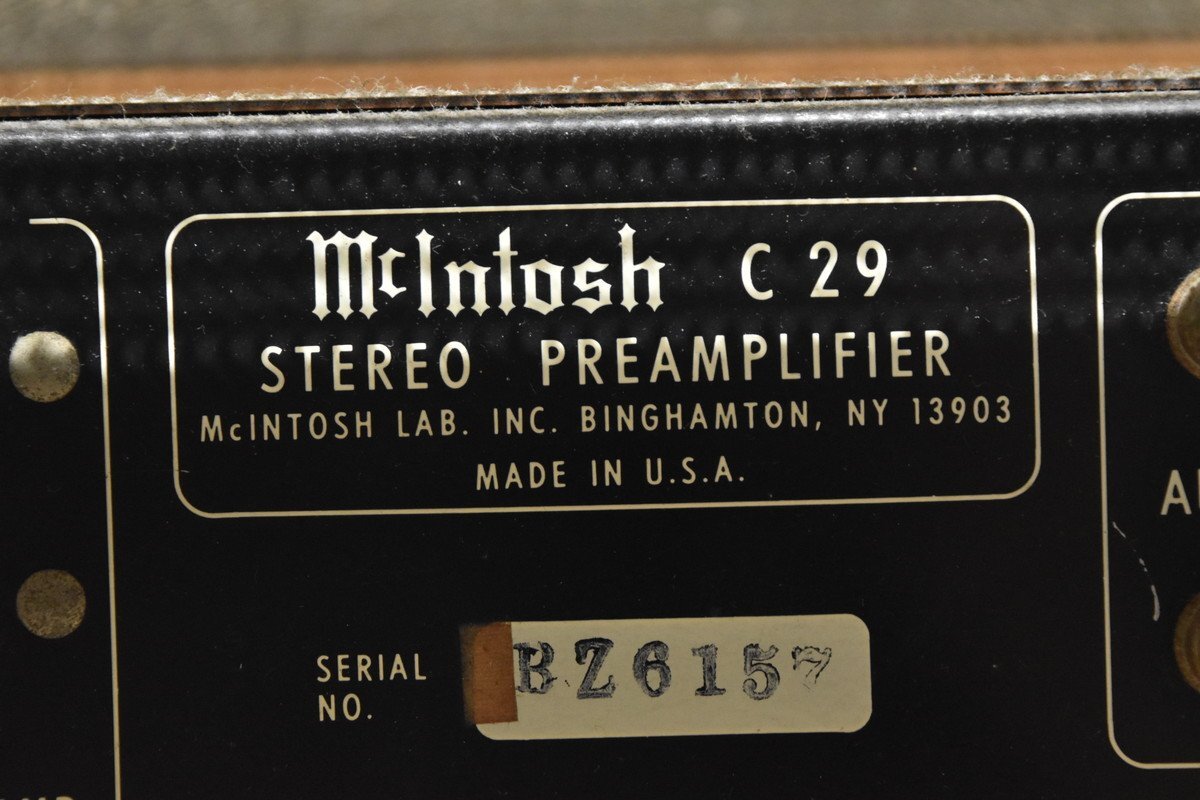 McIntosh C 29
STEREO PREAMPLIFIER
McINTOSH LAB. INC. BINGHAMTON, NY 13903
MADE IN U.S.A.
SERIAL
NO.
BZ6157